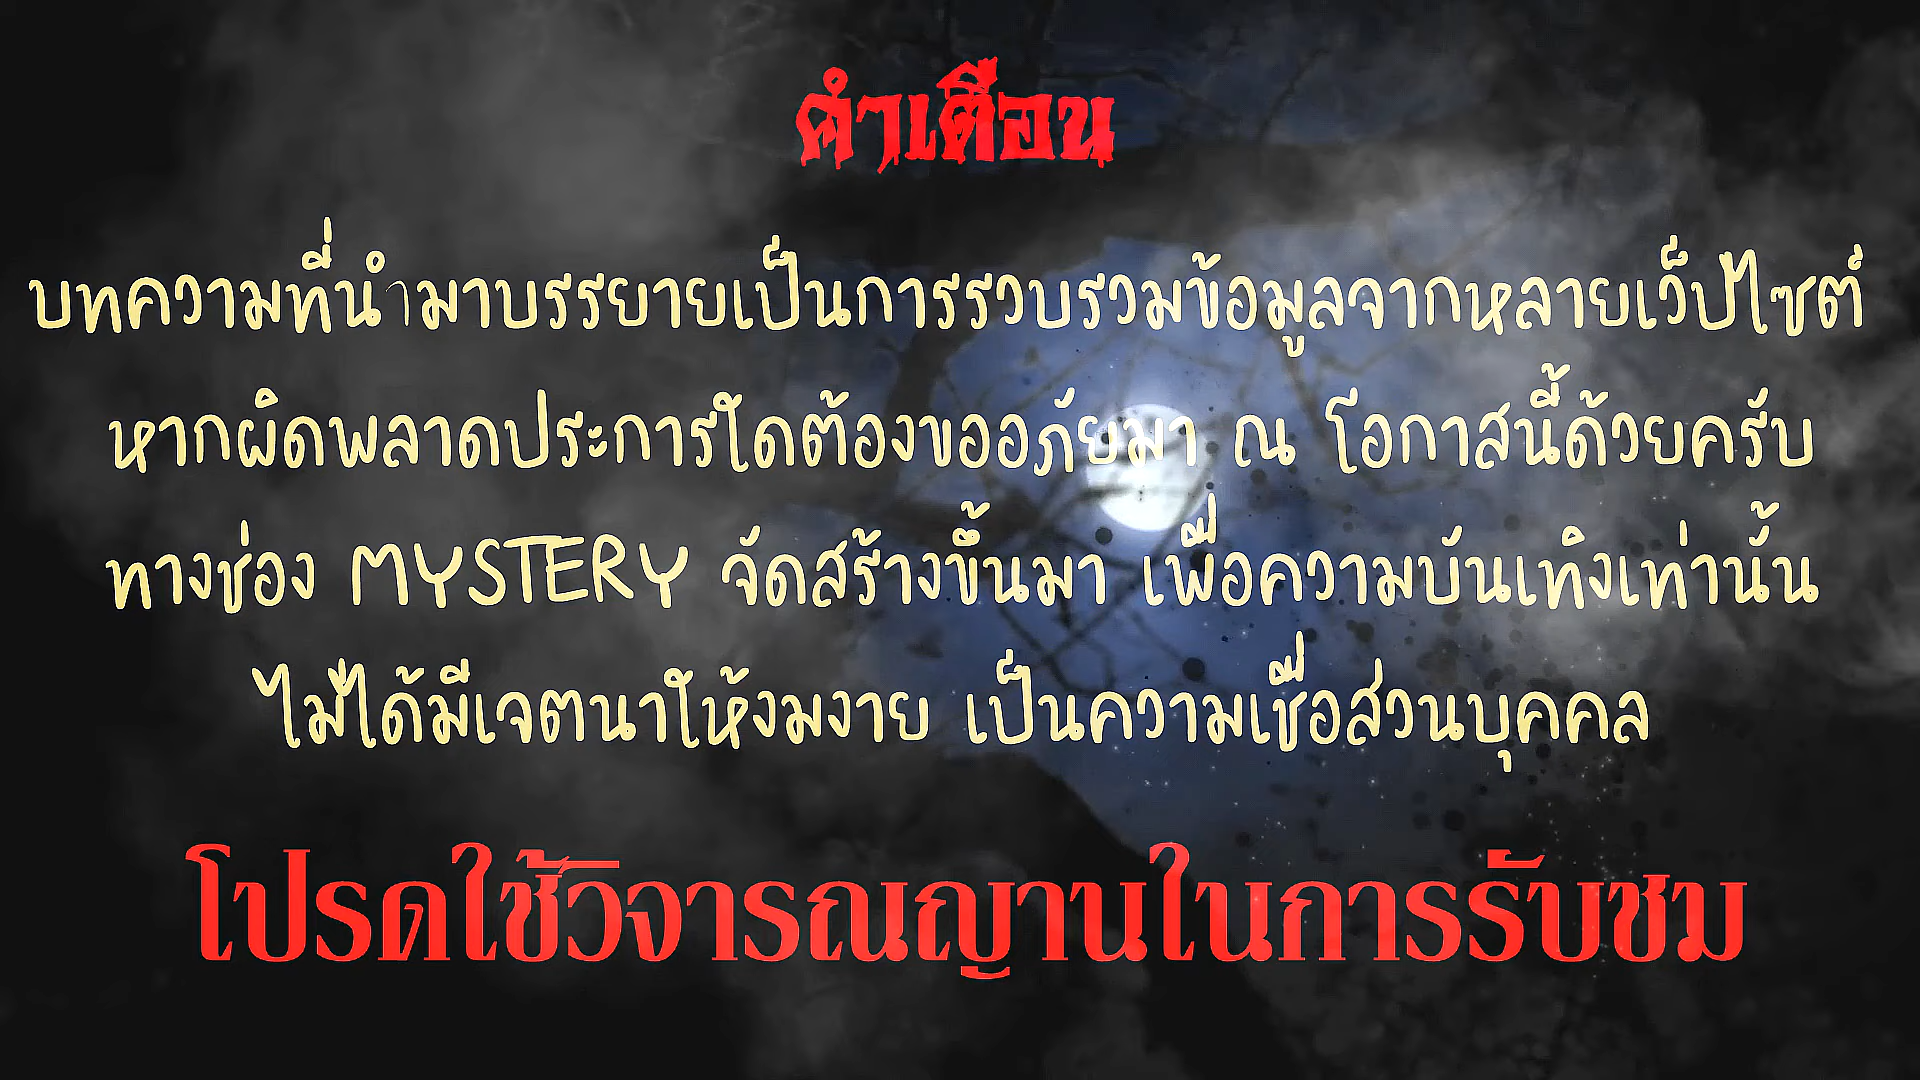 คำเตือน
บทความที่นำมาบรรยายเป็นการรวบรวมข้อมูลจากหลายเว็ปไซต์
หากผิดพลาดประการใดต้องขออภัยมา ณ โอกาสนี้ด้วยครับ
ทางช่อง MYSTERY จัดสร้างขึ้นมา เพื่อความบันเทิงเท่านั้น
ไม่ได้มีเจตนาให้งมงาย เป็นความเชื่อส่วนบุคคล
โปรดใช้วิจารณญานในการรับชม